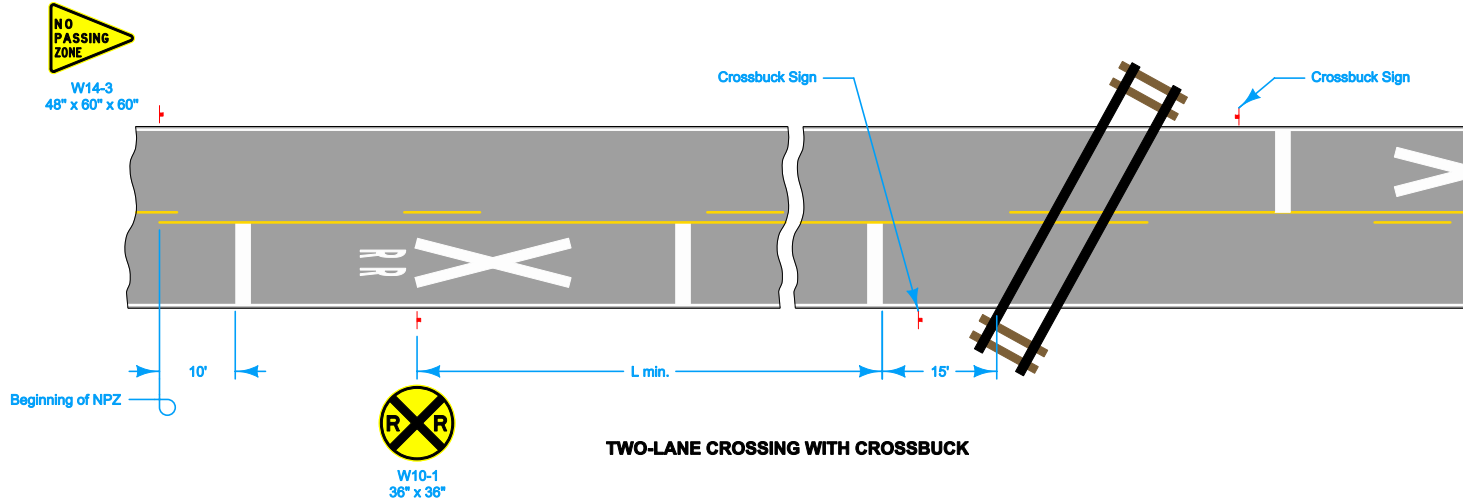 NO
PASSING
ZONE
W14-3
48" x 60" x 60"
Crossbuck Sign
Crossbuck Sign
R R
10'
L min.
15'
Beginning of NPZ
R R
W10-1
36" x 36"
TWO-LANE CROSSING WITH CROSSBUCK